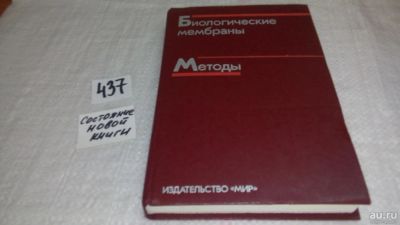 Биологические
мембраны
Методы
ИЗДАТЕЛЬСТВО «МИР»
437
СОСТОЯНИЕ
НОВОЙ
КНИГИ
au.ru